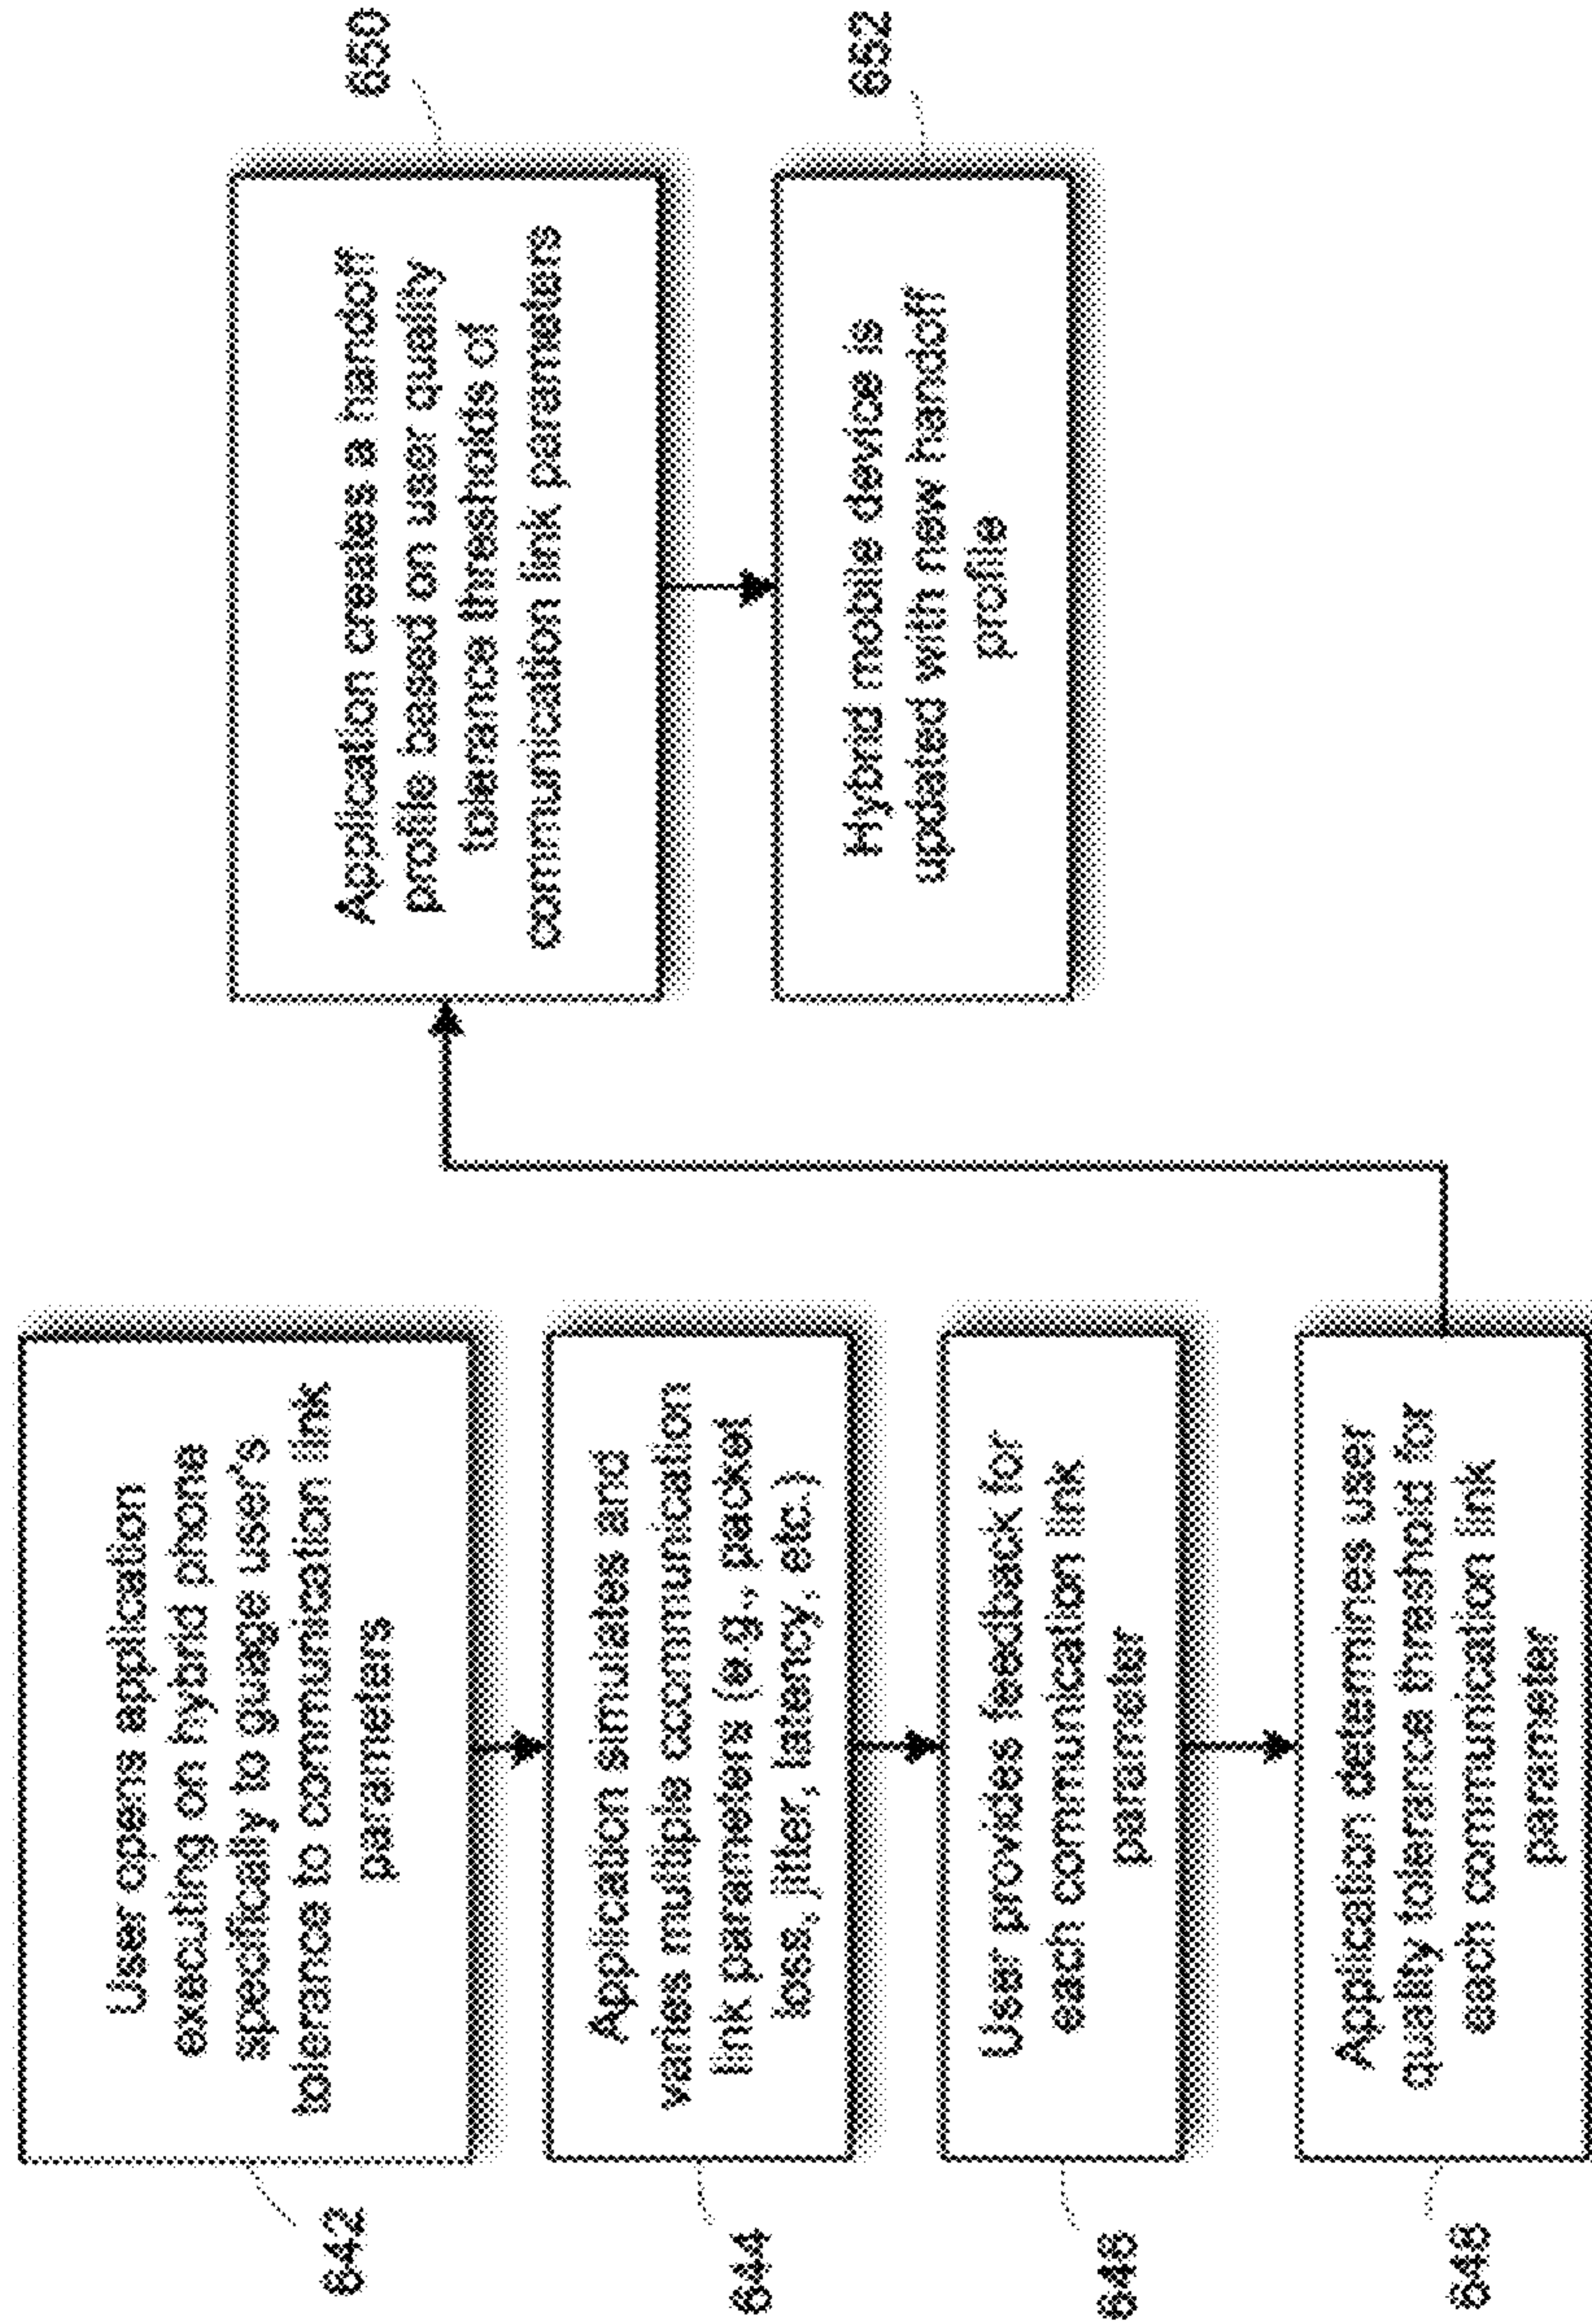 642
User opens application
executing on hybrid phone
specifically to guage user's
tolerance to communication link
parameters
644
Application simulates and
varies multiple communication
link parameters (e.g., packet
loss, jitter, latency, etc.)
646
User provides feedback for
each communication link
parameter
648
Application determines user
quality tolerance threshold for
each communication link
parameter
650
Application creates a handoff
profile based on user quality
tolerance thresholds of
communication link parameters
652
Hybrid mobile device is
updated with new handoff
profile